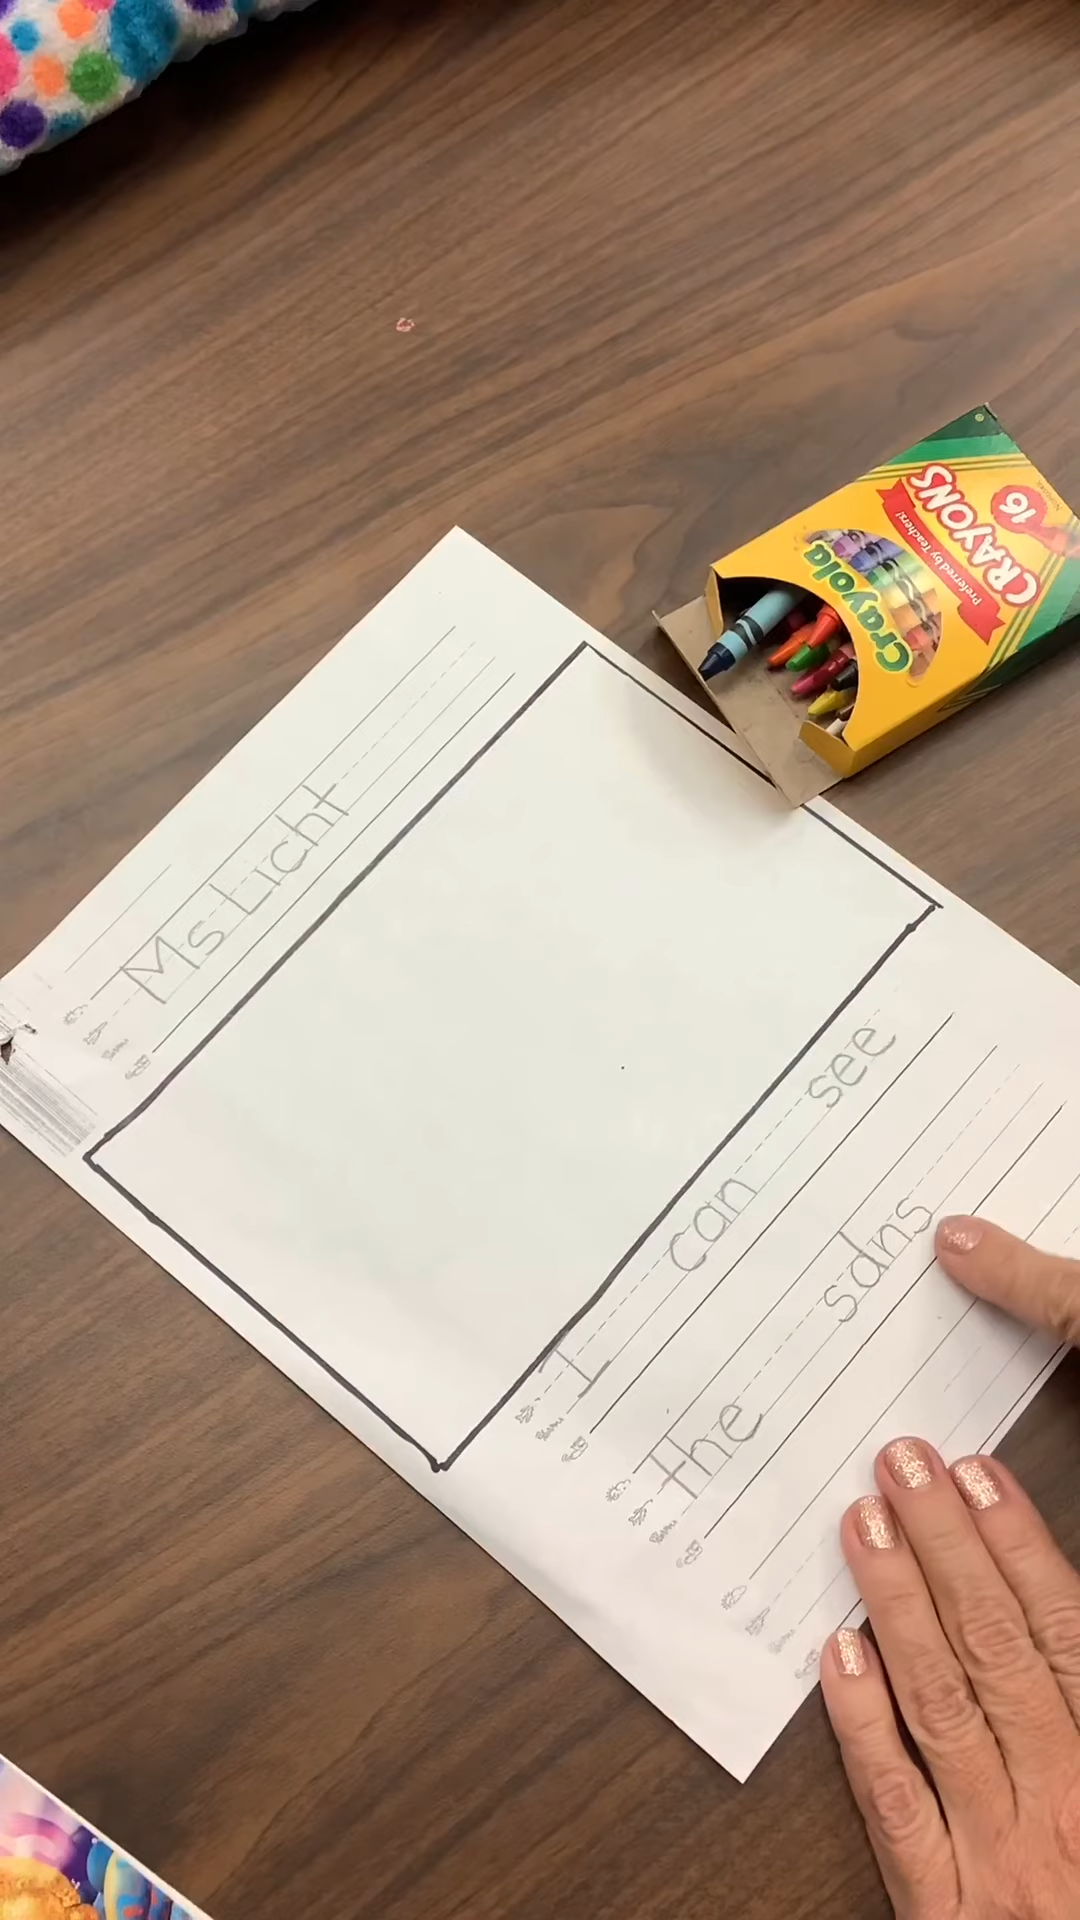 Ms Licht
I can see
the sdns
Crayola
Preferred by Teachers!
CRAYONS
16